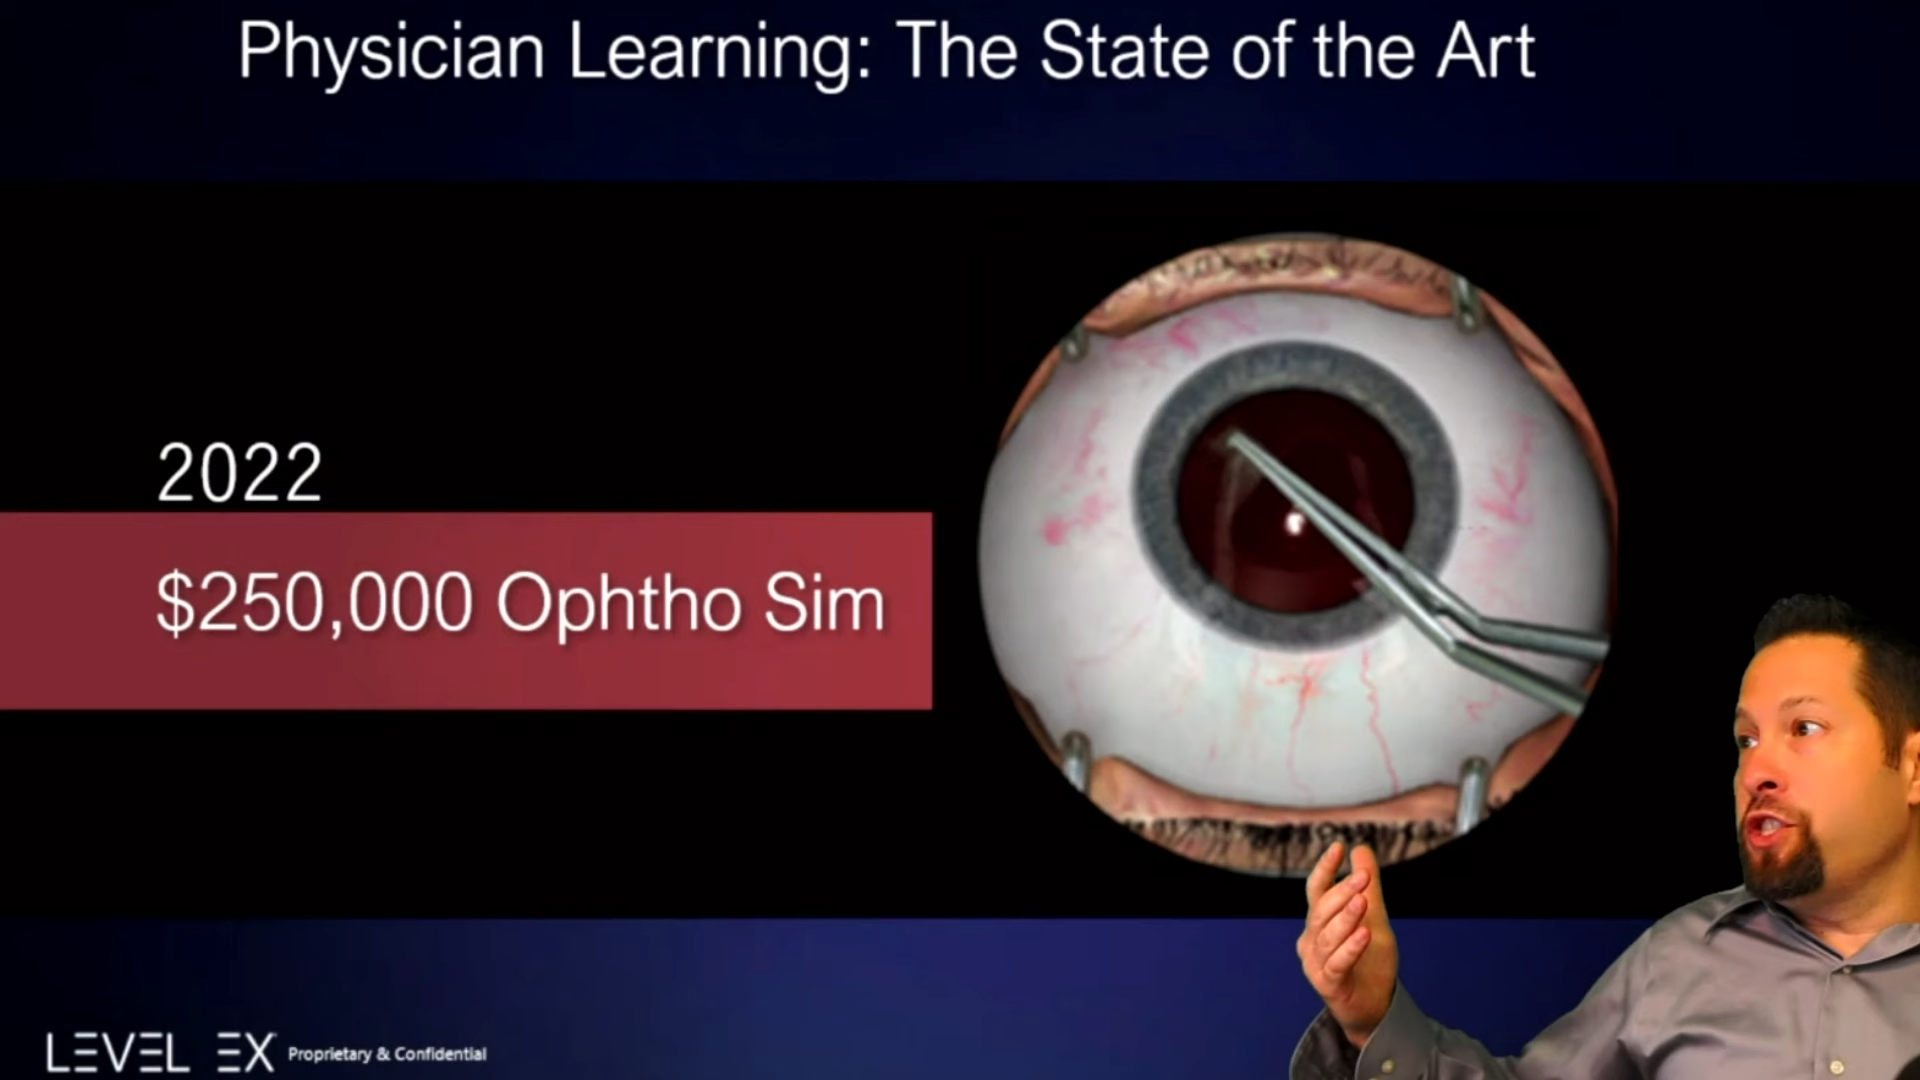 Physician Learning: The State of the Art
2022
$250,000 Ophtho Sim
LEVEL EX Proprietary & Confidential